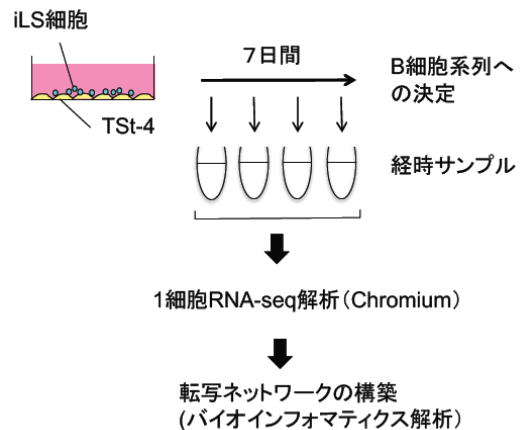 iLS細胞
7日間
B細胞系列へ
の決定
TSt-4
経時サンプル
1細胞RNA-seq解析(Chromium)
転写ネットワークの構築
(バイオインフォマティクス解析)